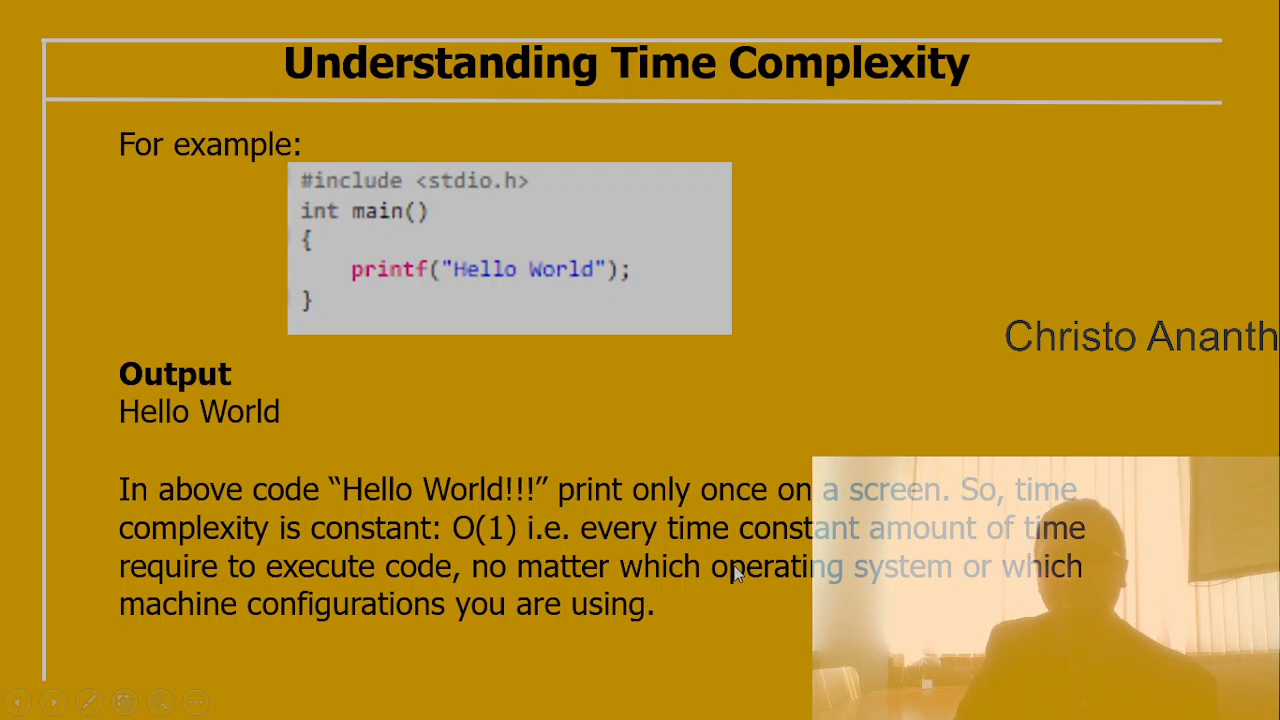 Understanding Time Complexity
For example:
#include <stdio.h>
int main()
{
printf("Hello World");
}
Christo Ananth
Output
Hello World
In above code “Hello World!!!” print only once on a screen. So, time
complexity is constant: O(1) i.e. every time constant amount of time
require to execute code, no matter which operating system or which
machine configurations you are using.